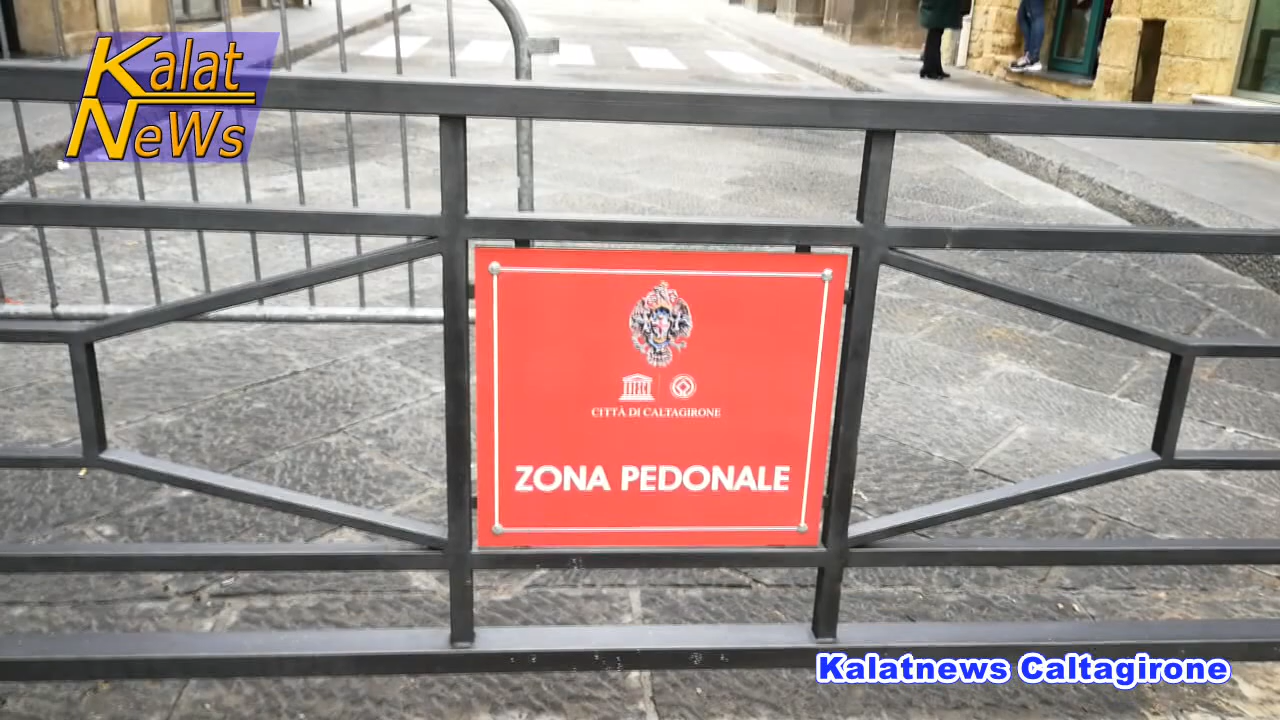 Kalat
NeWs
CITTÀ DI CALTAGIRONE
ZONA PEDONALE
Kalatnews Caltagirone